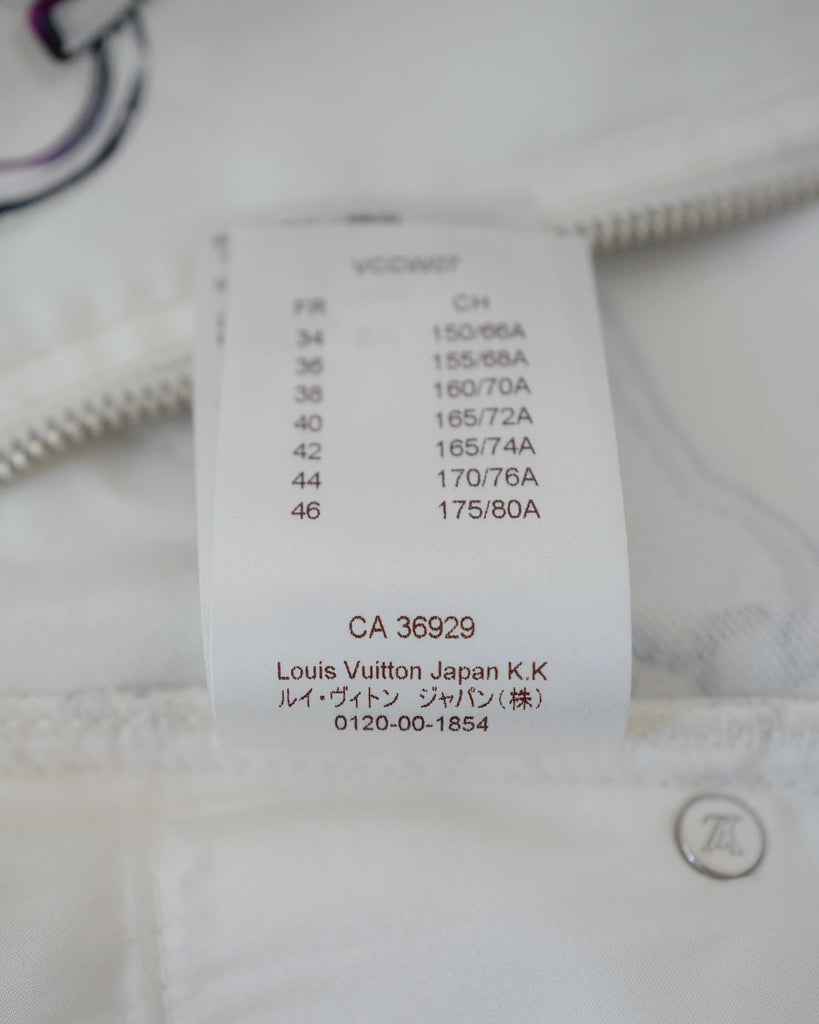 FR CH
34 150/66A
36 155/68A
38 160/70A
40 165/72A
42 165/74A
44 170/76A
46 175/80A
CA 36929
Louis Vuitton Japan K.K
ルイ・ヴィトン ジャパン(株)
0120-00-1854